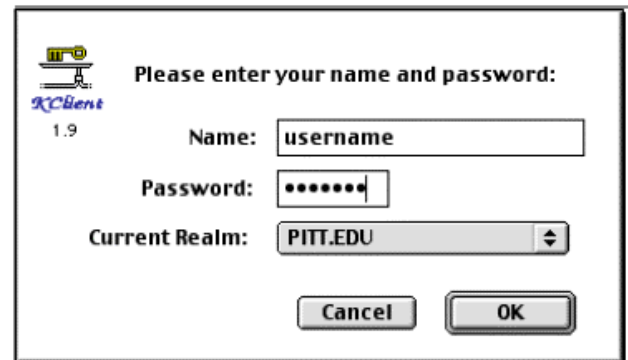 Please enter your name and password:
KClient
1.9
Name: username
Password: •••••••
Current Realm: PITT.EDU
Cancel OK